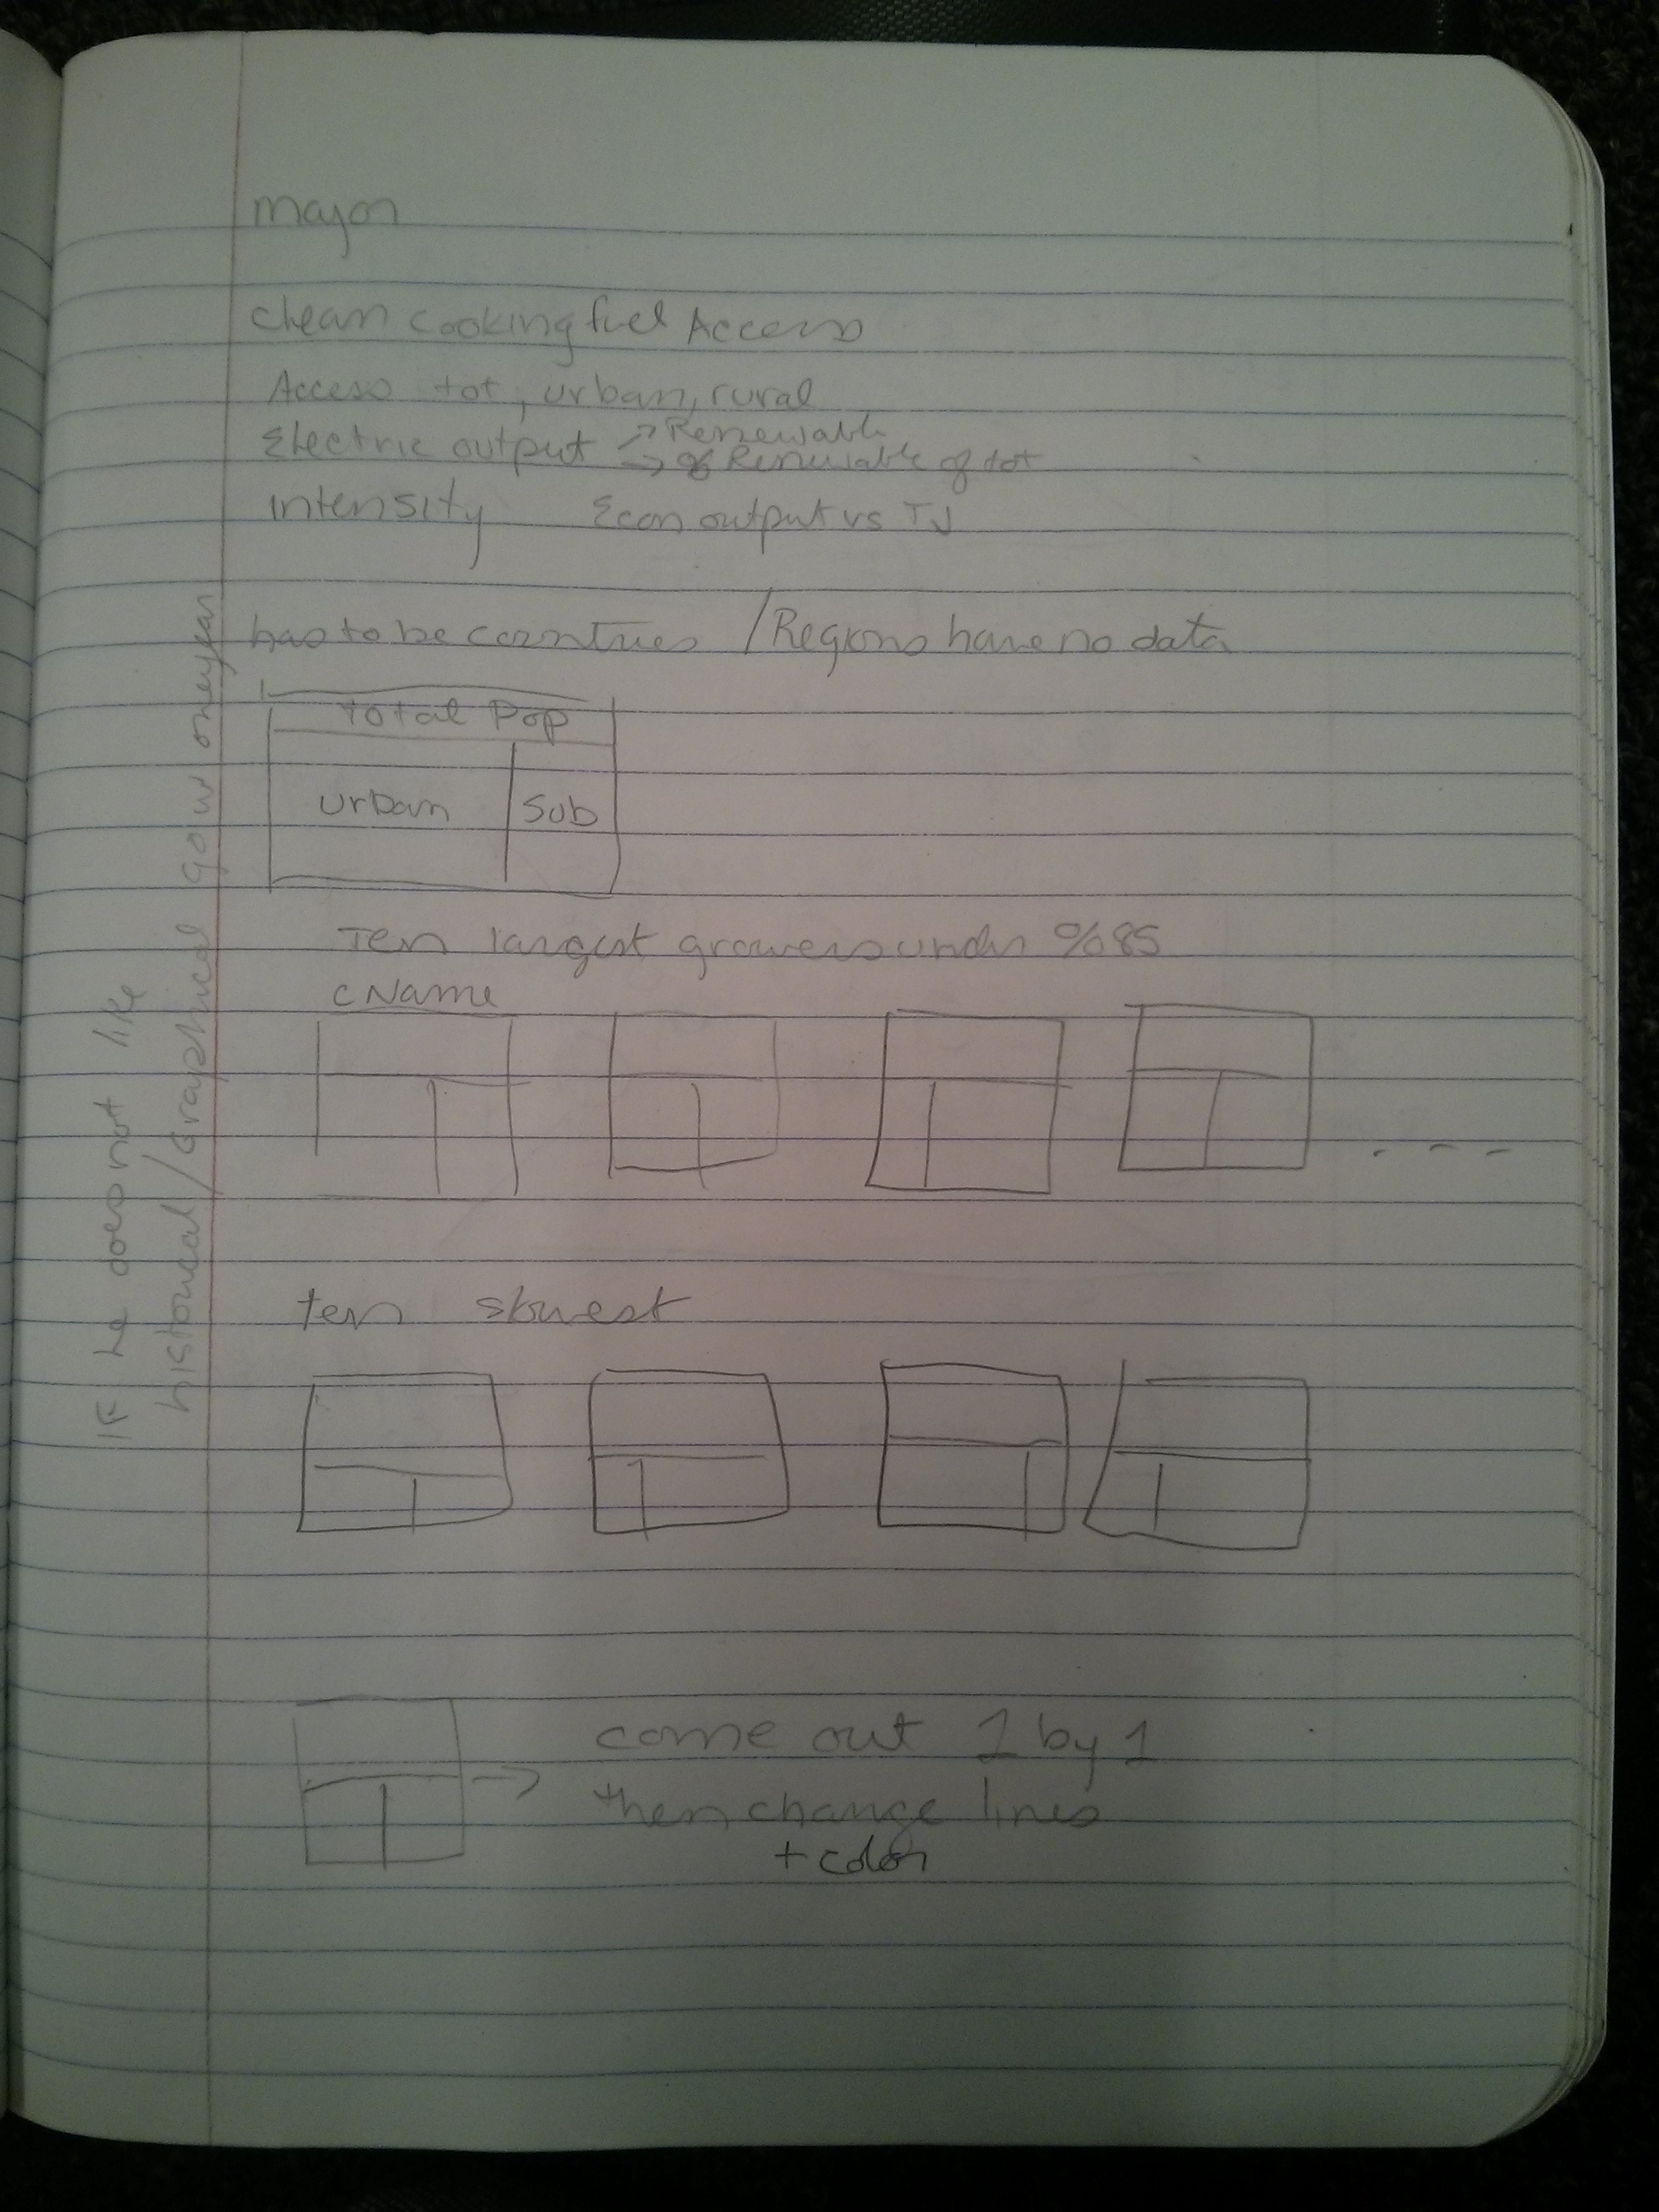 major
clean cooking fuel Access
Access tot, urban, rural
Electric output ↗ Renewable
→ % Renewable of tot
intensity Econ output vs TJ
has to be countries / Regions have no data
total Pop
urban Sub
Ten largest growers under %85
CName
ten slowest
come out 1 by 1
then change lines
+ color
IF he does not like
historical/Graphical go w one year